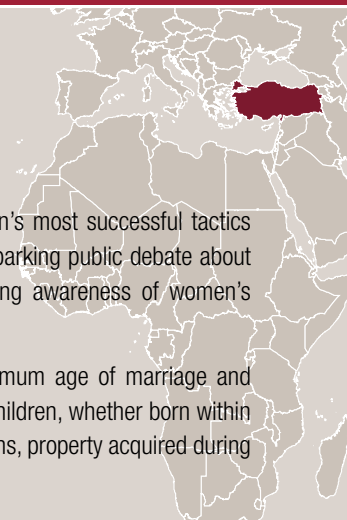 n's most successful tactics
parking public debate about
ng awareness of women's
mum age of marriage and
hildren, whether born within
ns, property acquired during